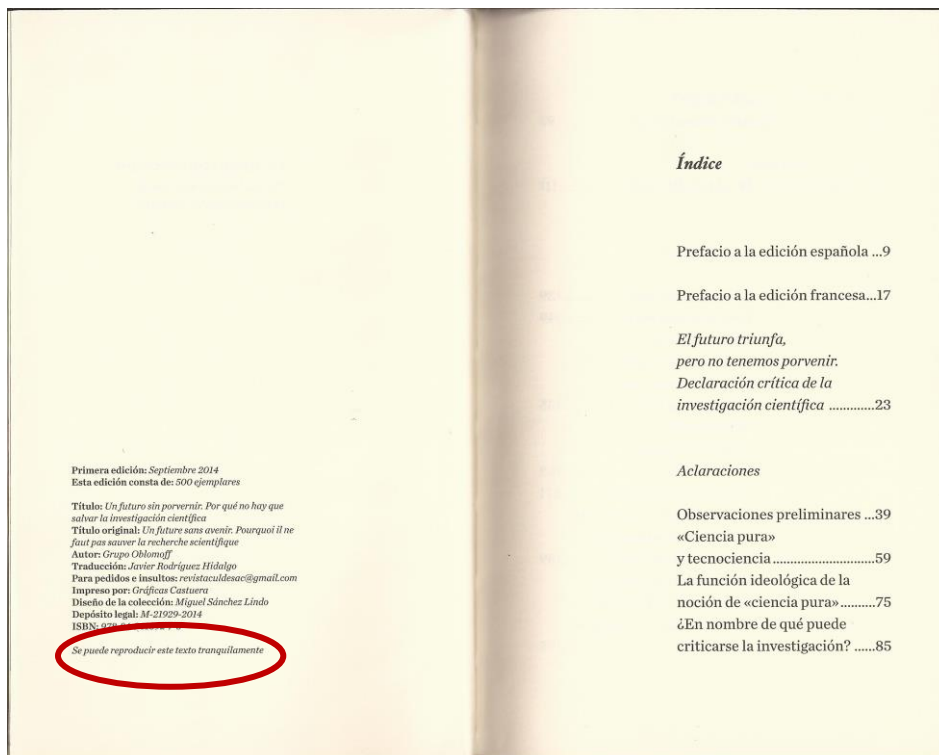 Primera edición: Septiembre 2014
Esta edición consta de: 500 ejemplares
Título: Un futuro sin porvernir. Por qué no hay que
salvar la investigación científica
Título original: Un future sans avenir. Pourquoi il ne
faut pas sauver la recherche scientifique
Autor: Grupo Oblomoff
Traducción: Javier Rodríguez Hidalgo
Para pedidos e insultos: revistaculdesac@gmail.com
Impreso por: Gráficas Castuera
Diseño de la colección: Miguel Sánchez Lindo
Depósito legal: M-21929-2014
ISBN:
Se puede reproducir este texto tranquilamente
Índice
Prefacio a la edición española ...9
Prefacio a la edición francesa...17
El futuro triunfa,
pero no tenemos porvenir.
Declaración crítica de la
investigación científica .............23
Aclaraciones
Observaciones preliminares ...39
«Ciencia pura»
y tecnociencia..........................59
La función ideológica de la
noción de «ciencia pura»..........75
¿En nombre de qué puede
criticarse la investigación? ......85